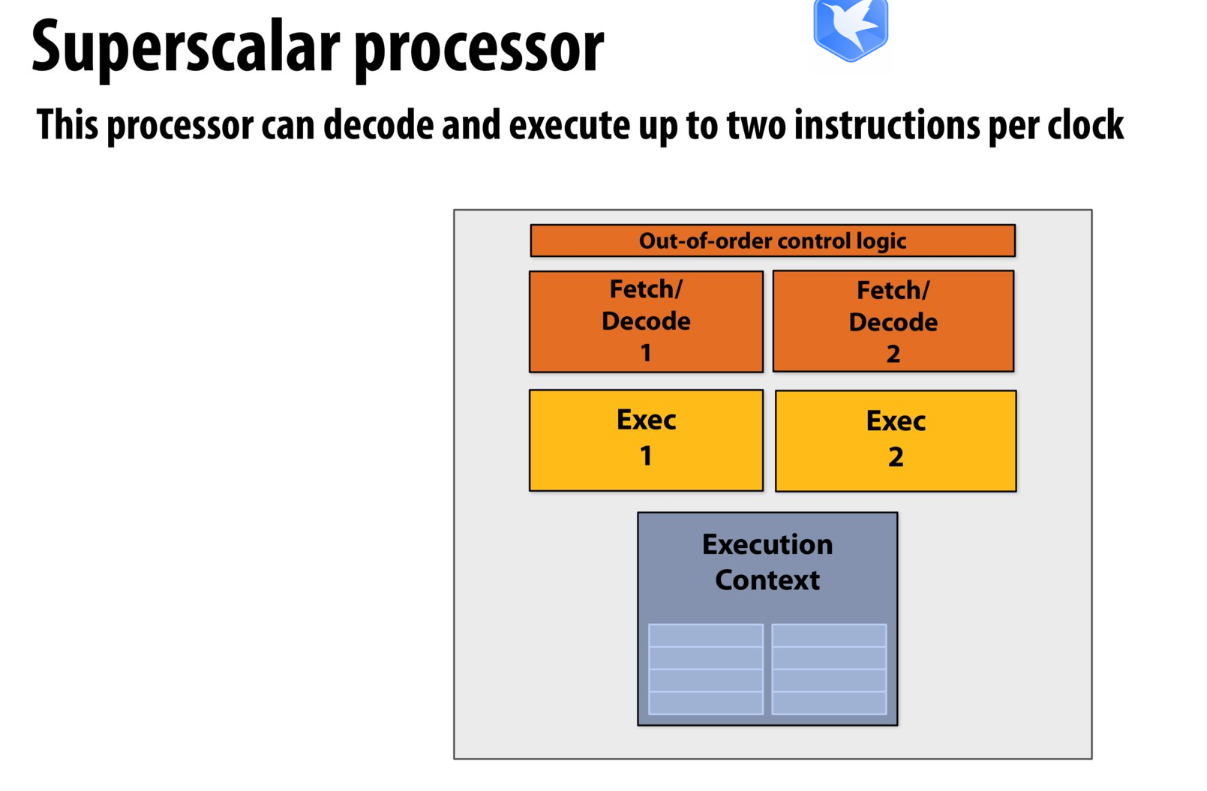 Superscalar processor
This processor can decode and execute up to two instructions per clock
Out-of-order control logic
Fetch/
Decode
1
Fetch/
Decode
2
Exec
1
Exec
2
Execution
Context